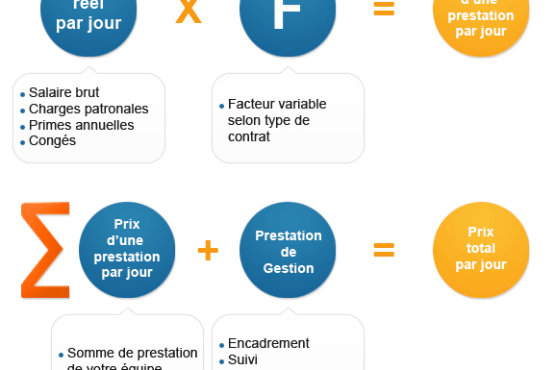 réel
par jour
X
F
=
d'une
prestation
par jour
• Salaire brut
• Charges patronales
• Primes annuelles
• Congés
• Facteur variable
selon type de
contrat
Σ
Prix
d'une
prestation
par jour
+
Prestation
de
Gestion
=
Prix
total
par jour
• Somme de prestation
de votre équipe
• Encadrement
• Suivi